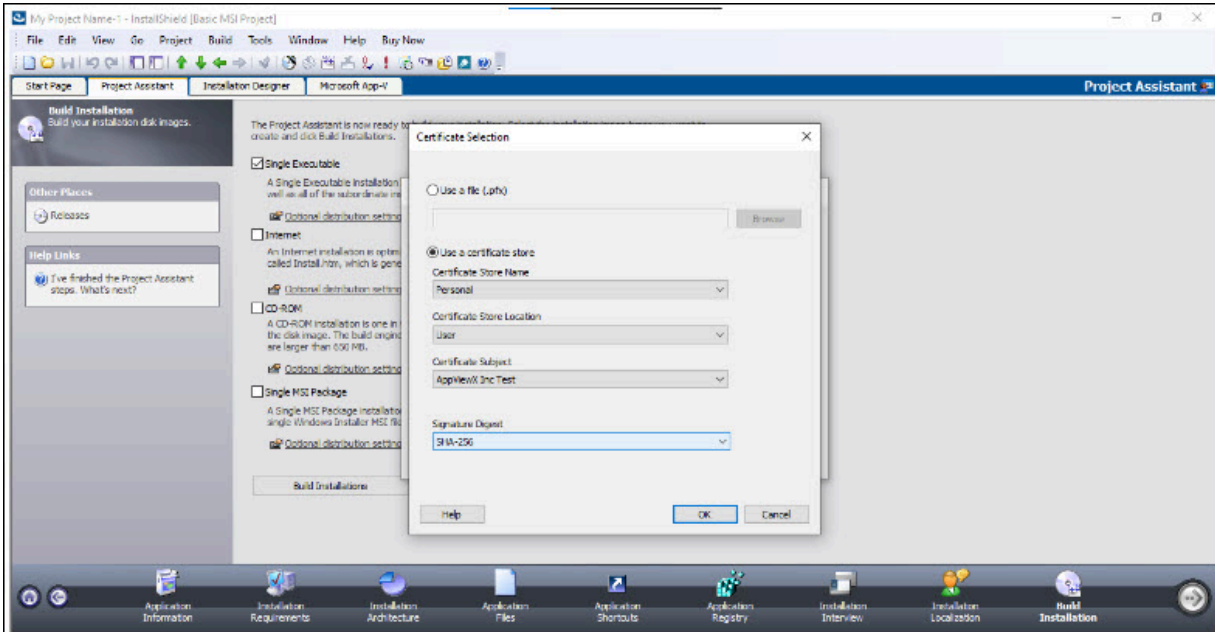 My Project Name-1 - InstallShield [Basic MSI Project]
File Edit View Go Project Build Tools Window Help Buy Now
Start Page Project Assistant Installation Designer Microsoft App-V Project Assistant
Build Installation
Build your installation disk images.
Other Places
Releases
Help Links
I've finished the Project Assistant
steps. What's next?
The Project Assistant is now ready to
create and click Build Installations.
Single Executable
A Single Executable installation
well as all of the subordinate
Optional distribution setting
Internet
An Internet installation is
called Install.htm, which is
Optional distribution setting
CD-ROM
A CD-ROM installation is one in
the disk image. The build engine
are larger than 650 MB.
Optional distribution setting
Single MSI Package
A Single MSI Package
single Windows Installer MSI
Optional distribution setting
Build Installations
Certificate Selection
Use a file (.pfx)
Browse
Use a certificate store
Certificate Store Name
Personal
Certificate Store Location
User
Certificate Subject
AppViewX Inc Test
Signature Digest
SHA-256
Help OK Cancel
Application
Information
Installation
Requirements
Installation
Architecture
Application
Files
Application
Shortcuts
Application
Registry
Installation
Interview
Installation
Localization
Build
Installation